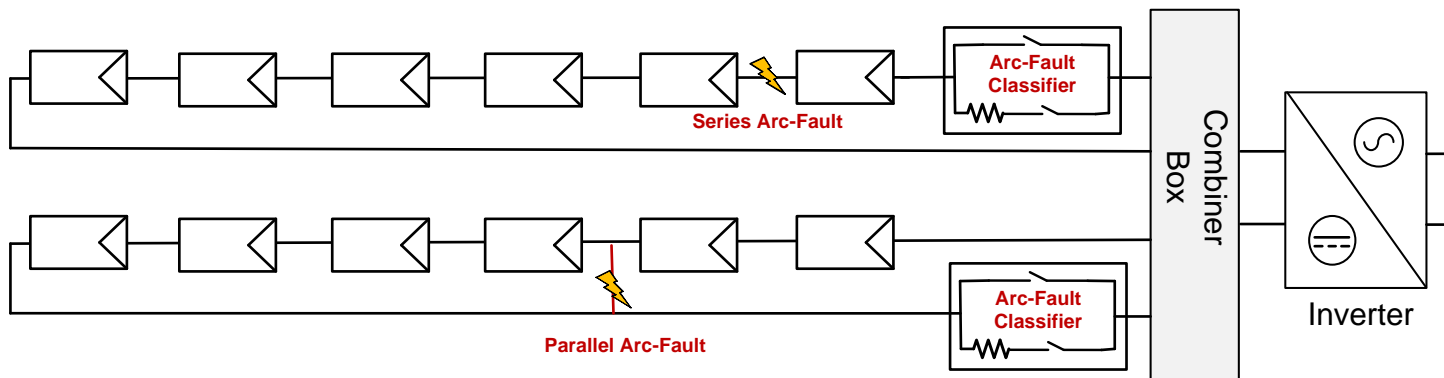 Arc-Fault
Classifier
Series Arc-Fault
Combiner
Box
Arc-Fault
Classifier
Parallel Arc-Fault
Inverter